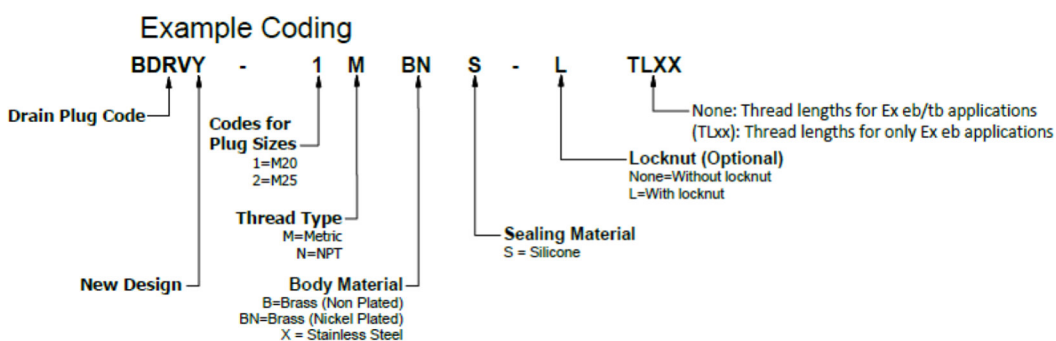 Example Coding
BDRVY - 1 M BN S - L TLXX
Drain Plug Code
None: Thread lengths for Ex eb/tb applications
(TLxx): Thread lengths for only Ex eb applications
Codes for
Plug Sizes
1=M20
2=M25
Locknut (Optional)
None=Without locknut
L=With locknut
Thread Type
M=Metric
N=NPT
Sealing Material
S = Silicone
New Design
Body Material
B=Brass (Non Plated)
BN=Brass (Nickel Plated)
X = Stainless Steel